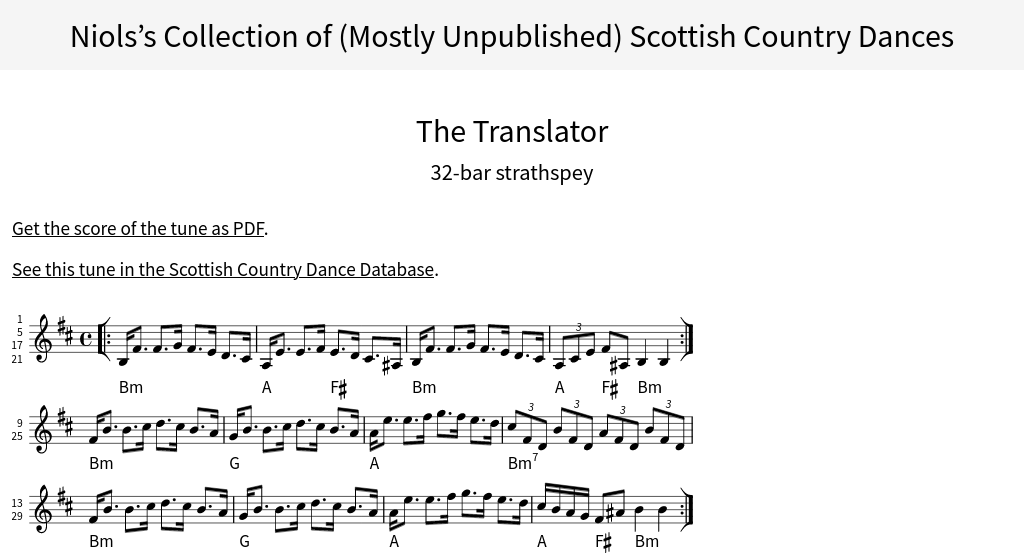 Niols’s Collection of (Mostly Unpublished) Scottish Country Dances
The Translator
32-bar strathspey
Get the score of the tune as PDF.
See this tune in the Scottish Country Dance Database.
1
5
17
21
3
Bm A F♯ Bm A F♯ Bm
9
25
3 3 3 3
Bm G A Bm7
13
29
Bm G A A F♯ Bm